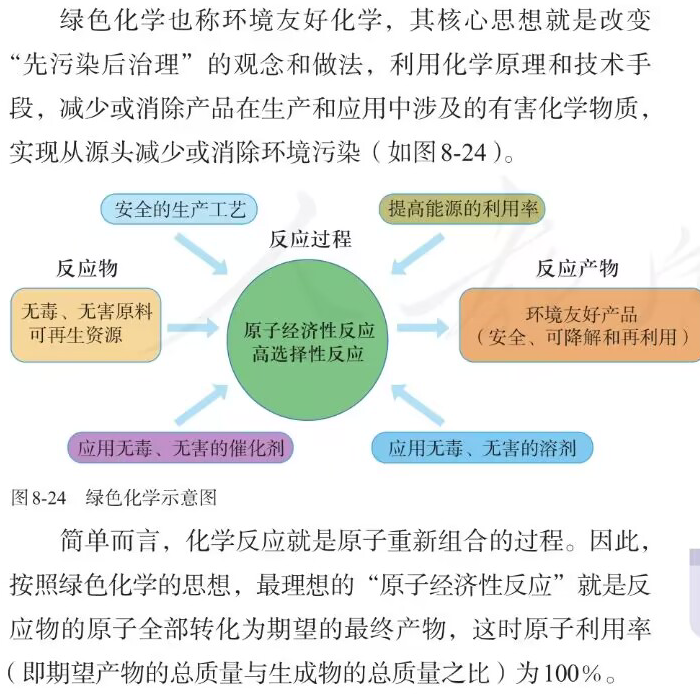 绿色化学也称环境友好化学，其核心思想就是改变
“先污染后治理”的观念和做法，利用化学原理和技术手
段，减少或消除产品在生产和应用中涉及的有害化学物质，
实现从源头减少或消除环境污染（如图8-24）。
安全的生产工艺
提高能源的利用率
反应过程
反应物
反应产物
无毒、无害原料
可再生资源
原子经济性反应
高选择性反应
环境友好产品
（安全、可降解和再利用）
应用无毒、无害的催化剂
应用无毒、无害的溶剂
图8-24 绿色化学示意图
简单而言，化学反应就是原子重新组合的过程。因此，
按照绿色化学的思想，最理想的“原子经济性反应”就是反
应物的原子全部转化为期望的最终产物，这时原子利用率
（即期望产物的总质量与生成物的总质量之比）为100%。